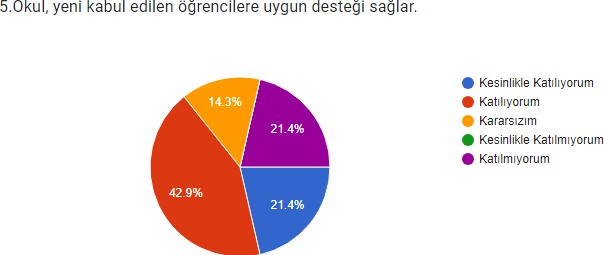 5.Okul, yeni kabul edilen öğrencilere uygun desteği sağlar.
14.3%
21.4%
42.9%
21.4%
Kesinlikle Katılıyorum
Katılıyorum
Kararsızım
Kesinlikle Katılmıyorum
Katılmıyorum